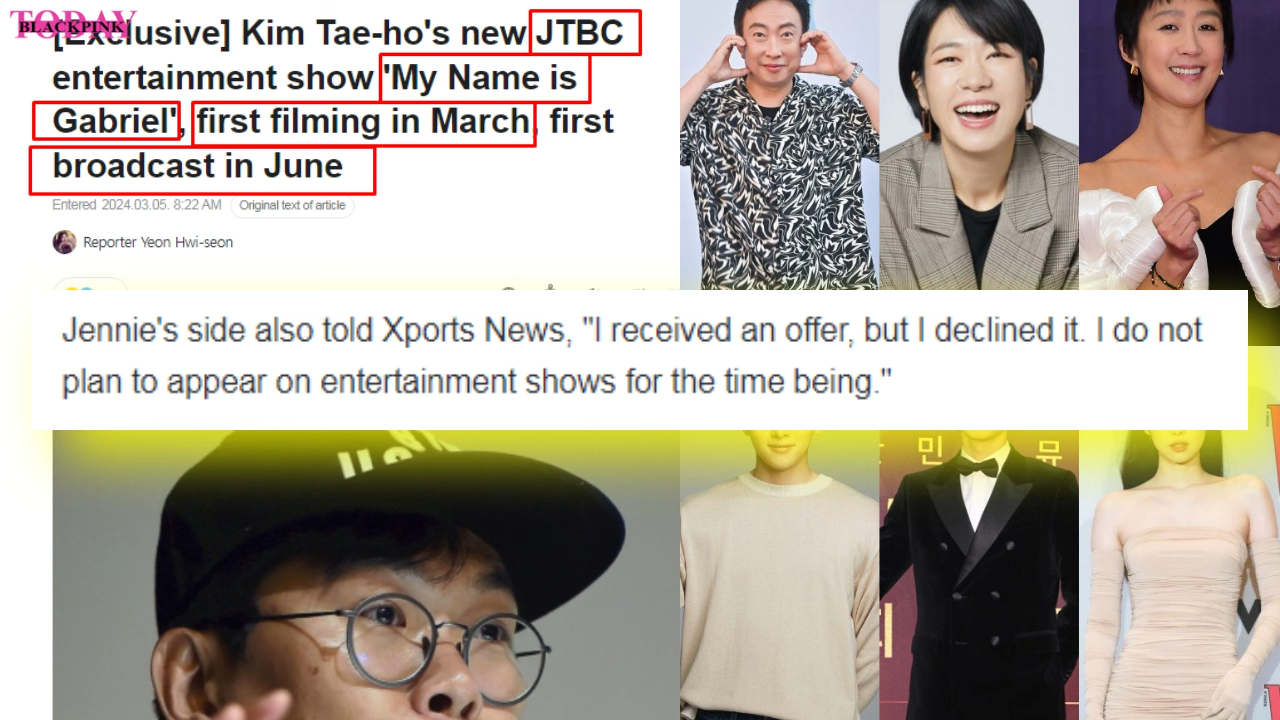 TODAY
BLACKPINK
[Exclusive] Kim Tae-ho's new JTBC
entertainment show 'My Name is
Gabriel', first filming in March, first
broadcast in June
Entered 2024.03.05. 8:22 AM Original text of article
Reporter Yeon Hwi-seon
Jennie's side also told Xports News, "I received an offer, but I declined it. I do not
plan to appear on entertainment shows for the time being."
민 뮤